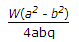 W(a² - b²)
4abq